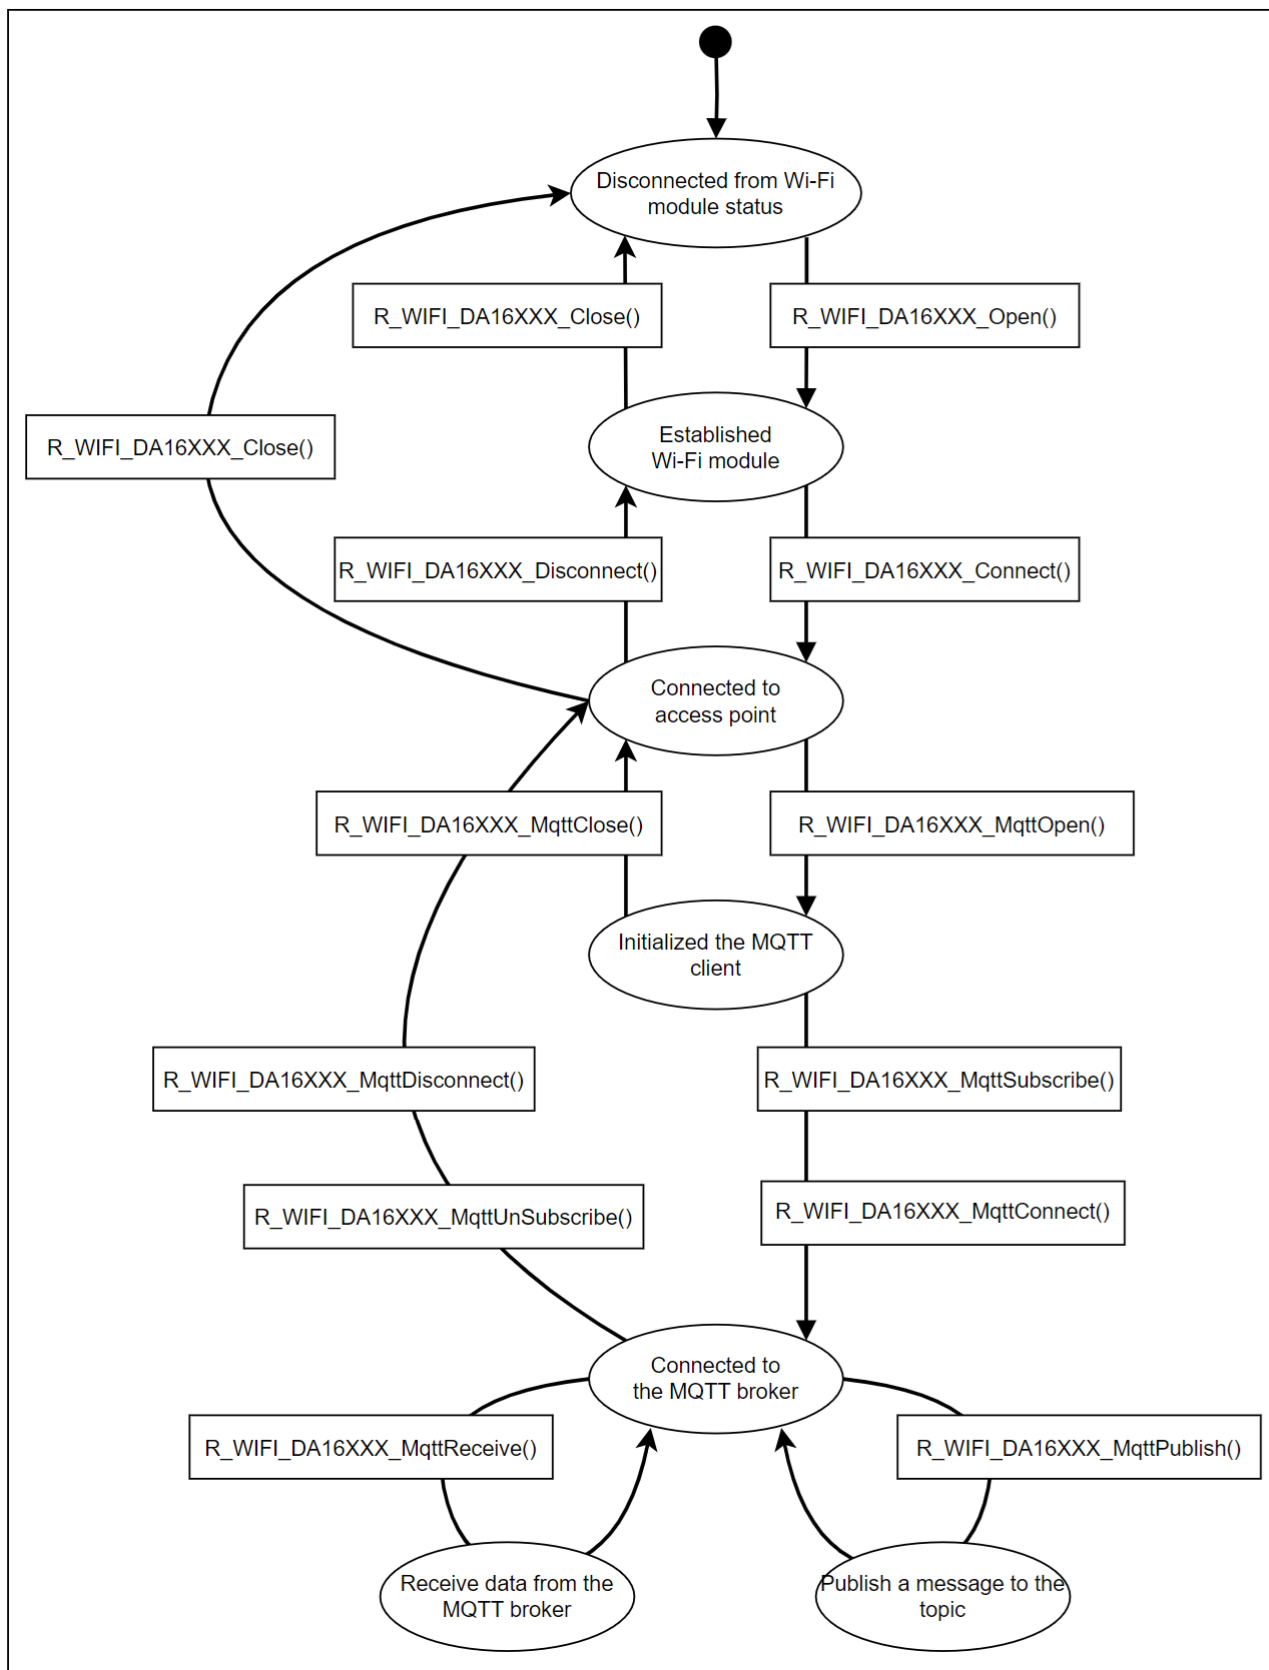 Disconnected from Wi-Fi
module status
R_WIFI_DA16XXX_Close()
R_WIFI_DA16XXX_Open()
R_WIFI_DA16XXX_Close()
Established
Wi-Fi module
R_WIFI_DA16XXX_Disconnect()
R_WIFI_DA16XXX_Connect()
Connected to
access point
R_WIFI_DA16XXX_MqttClose()
R_WIFI_DA16XXX_MqttOpen()
Initialized the MQTT
client
R_WIFI_DA16XXX_MqttDisconnect()
R_WIFI_DA16XXX_MqttSubscribe()
R_WIFI_DA16XXX_MqttUnSubscribe()
R_WIFI_DA16XXX_MqttConnect()
Connected to
the MQTT broker
R_WIFI_DA16XXX_MqttReceive()
R_WIFI_DA16XXX_MqttPublish()
Receive data from the
MQTT broker
Publish a message to the
topic